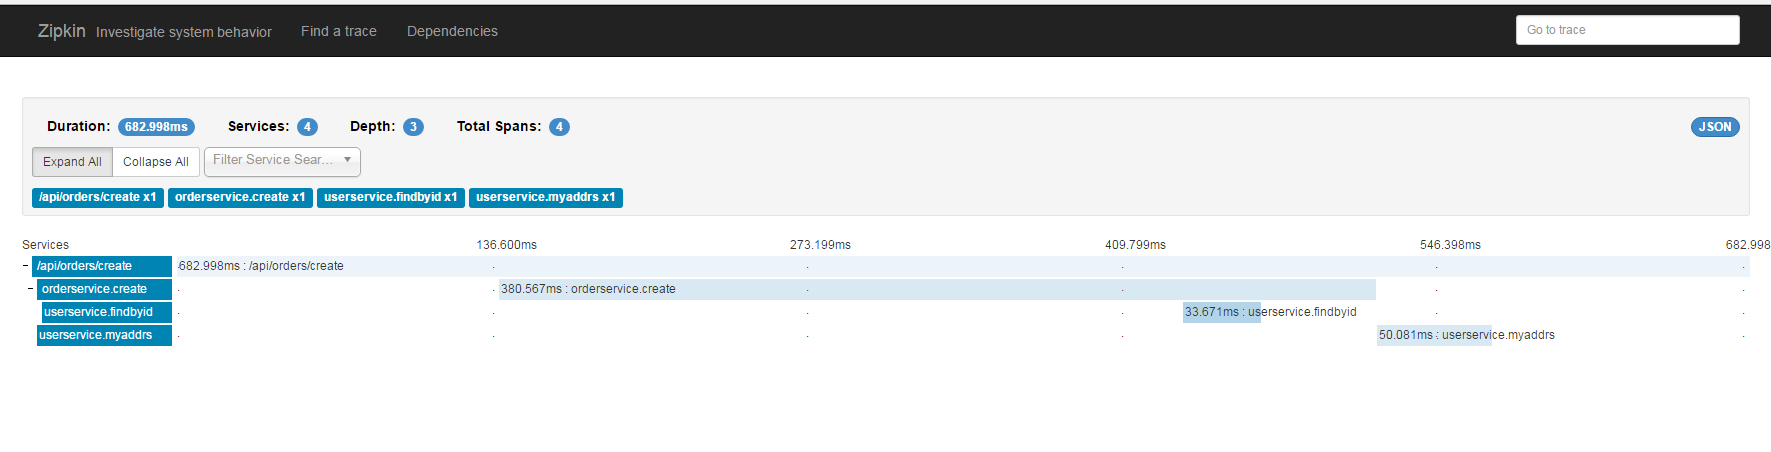 Zipkin Investigate system behavior Find a trace Dependencies Go to trace
Duration: 682.998ms Services: 4 Depth: 3 Total Spans: 4 JSON
Expand All Collapse All Filter Service Sear...
/api/orders/create x1 orderservice.create x1 userservice.findbyid x1 userservice.myaddrs x1
Services 136.600ms 273.199ms 409.799ms 546.398ms 682.998
- /api/orders/create 682.998ms : /api/orders/create
- orderservice.create 380.567ms : orderservice.create
userservice.findbyid 33.671ms : userservice.findbyid
userservice.myaddrs 50.081ms : userservice.myaddrs